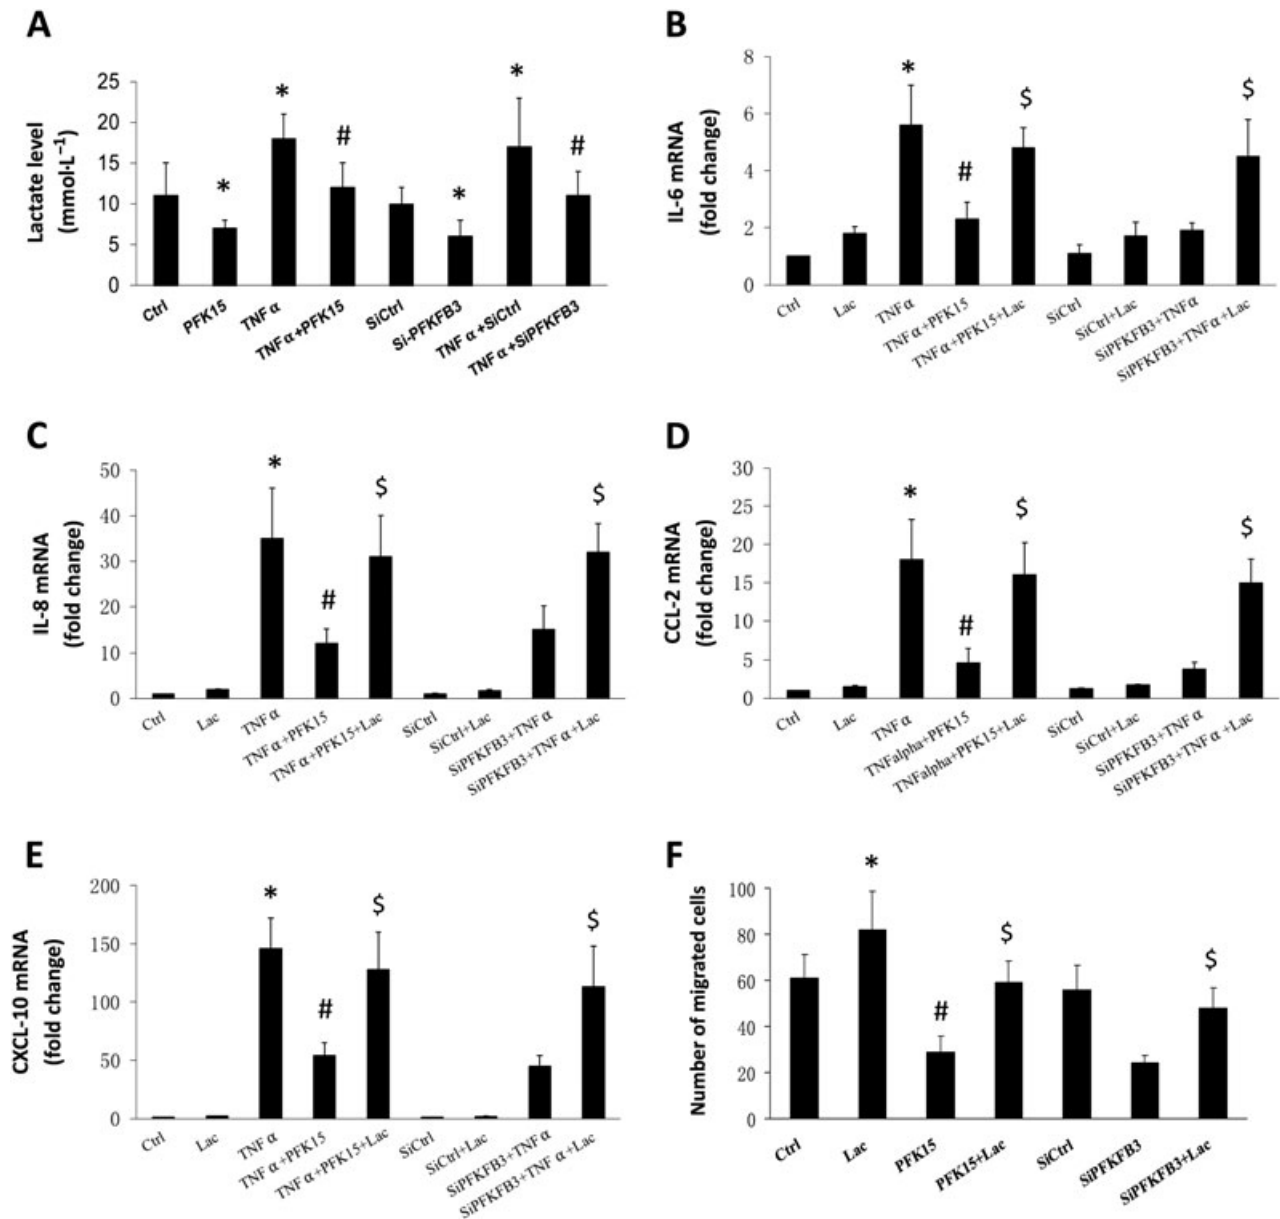 A
Lactate level
(mmol·L⁻¹)
25
20
15
10
5
0
*
*
#
*
*
#
Ctrl
PFK15
TNFα
TNFα+PFK15
SiCtrl
Si-PFKFB3
TNFα+SiCtrl
TNFα+SiPFKFB3
B
IL-6 mRNA
(fold change)
8
6
4
2
0
*
#
$
$
Ctrl
Lac
TNFα
TNFα+PFK15
TNFα+PFK15+Lac
SiCtrl
SiCtrl+Lac
SiPFKFB3+TNFα
SiPFKFB3+TNFα+Lac
C
IL-8 mRNA
(fold change)
50
40
30
20
10
0
*
#
$
$
Ctrl
Lac
TNFα
TNFα+PFK15
TNFα+PFK15+Lac
SiCtrl
SiCtrl+Lac
SiPFKFB3+TNFα
SiPFKFB3+TNFα+Lac
D
CCL-2 mRNA
(fold change)
30
25
20
15
10
5
0
*
#
$
$
Ctrl
Lac
TNFα
TNFalpha+PFK15
TNFalpha+PFK15+Lac
SiCtrl
SiCtrl+Lac
SiPFKFB3+TNFα
SiPFKFB3+TNFα+Lac
E
CXCL-10 mRNA
(fold change)
200
150
100
50
0
*
#
$
$
Ctrl
Lac
TNFα
TNFα+PFK15
TNFα+PFK15+Lac
SiCtrl
SiCtrl+Lac
SiPFKFB3+TNFα
SiPFKFB3+TNFα+Lac
F
Number of migrated cells
100
80
60
40
20
0
*
#
$
$
Ctrl
Lac
PFK15
PFK15+Lac
SiCtrl
SiPFKFB3
SiPFKFB3+Lac